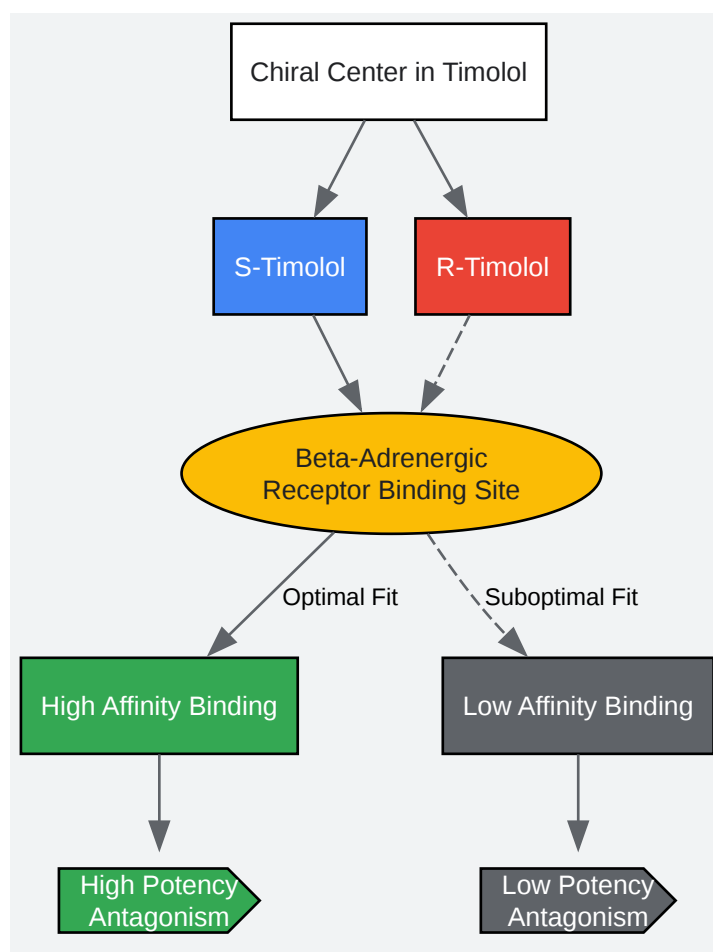 Chiral Center in Timolol
S-Timolol
R-Timolol
Beta-Adrenergic
Receptor Binding Site
Optimal Fit
Suboptimal Fit
High Affinity Binding
Low Affinity Binding
High Potency
Antagonism
Low Potency
Antagonism